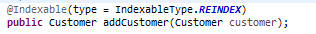 @Indexable(type = IndexableType.REINDEX)
public Customer addCustomer(Customer customer);